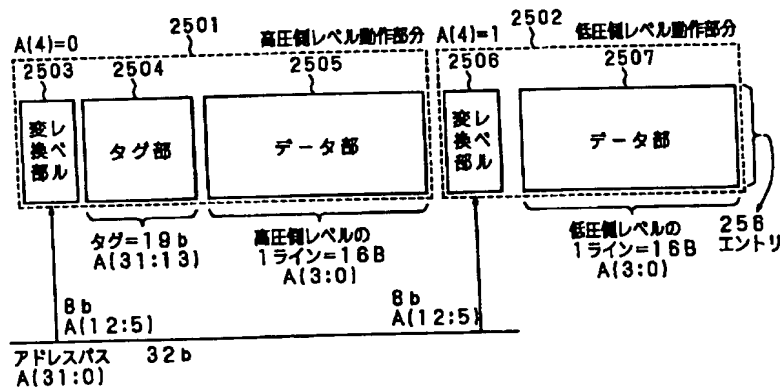 2501
2502
A(4)=0
高圧側レベル動作部分
A(4)=1
低圧側レベル動作部分
2503
2504
2505
2506
2507
レベル変換部
タグ部
データ部
レベル変換部
データ部
タグ=19b
A(31:13)
高圧側レベルの
1ライン=16B
A(3:0)
低圧側レベルの
1ライン=16B
A(3:0)
256
エントリ
8b
A(12:5)
8b
A(12:5)
アドレスバス 32b
A(31:0)